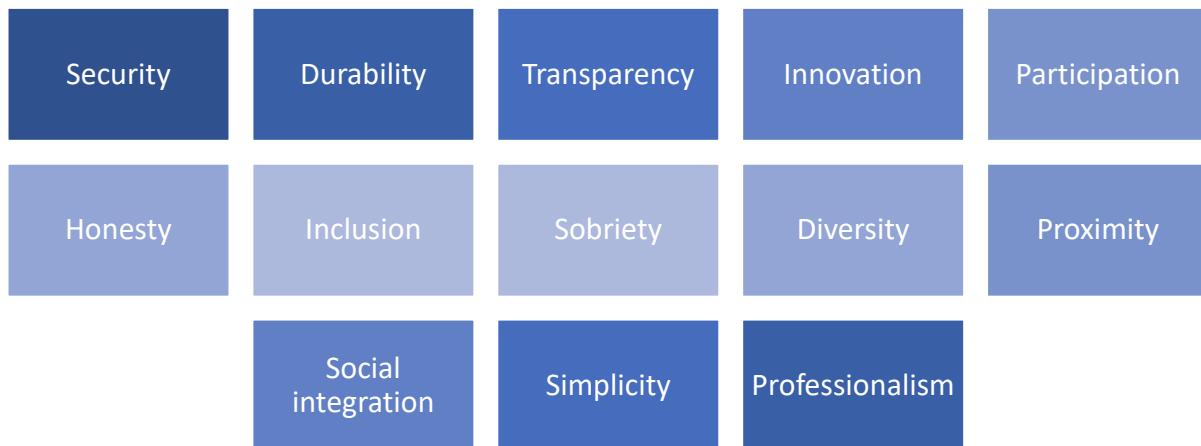 Security
Durability
Transparency
Innovation
Participation
Honesty
Inclusion
Sobriety
Diversity
Proximity
Social
integration
Simplicity
Professionalism